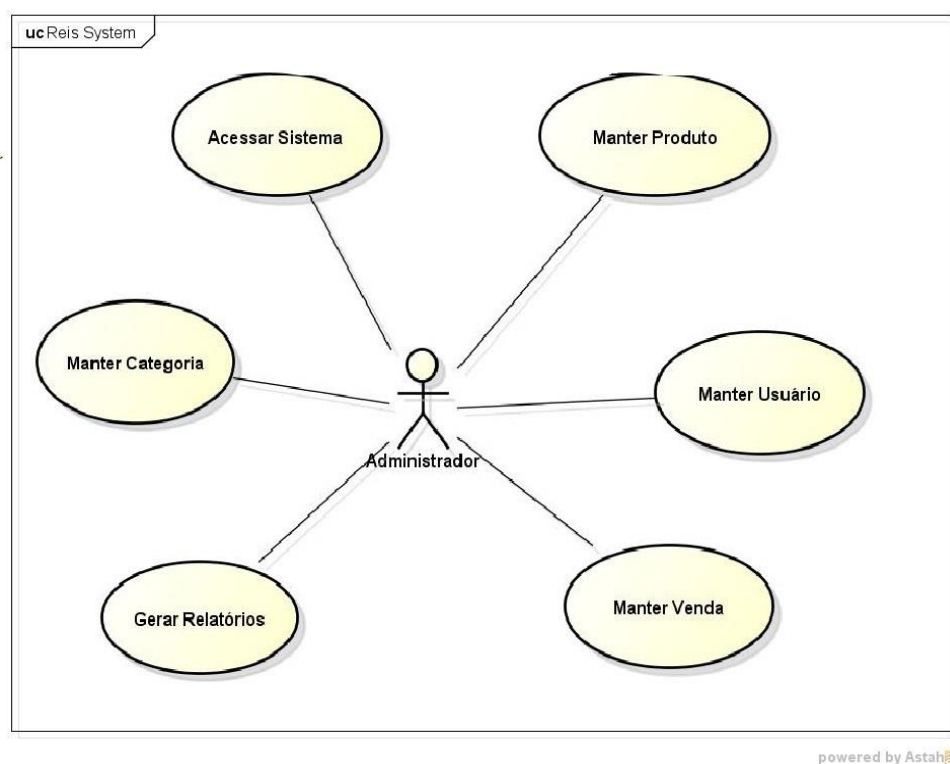 uc Reis System
Acessar Sistema
Manter Produto
Manter Categoria
Manter Usuário
Administrador
Gerar Relatórios
Manter Venda
powered by Astah